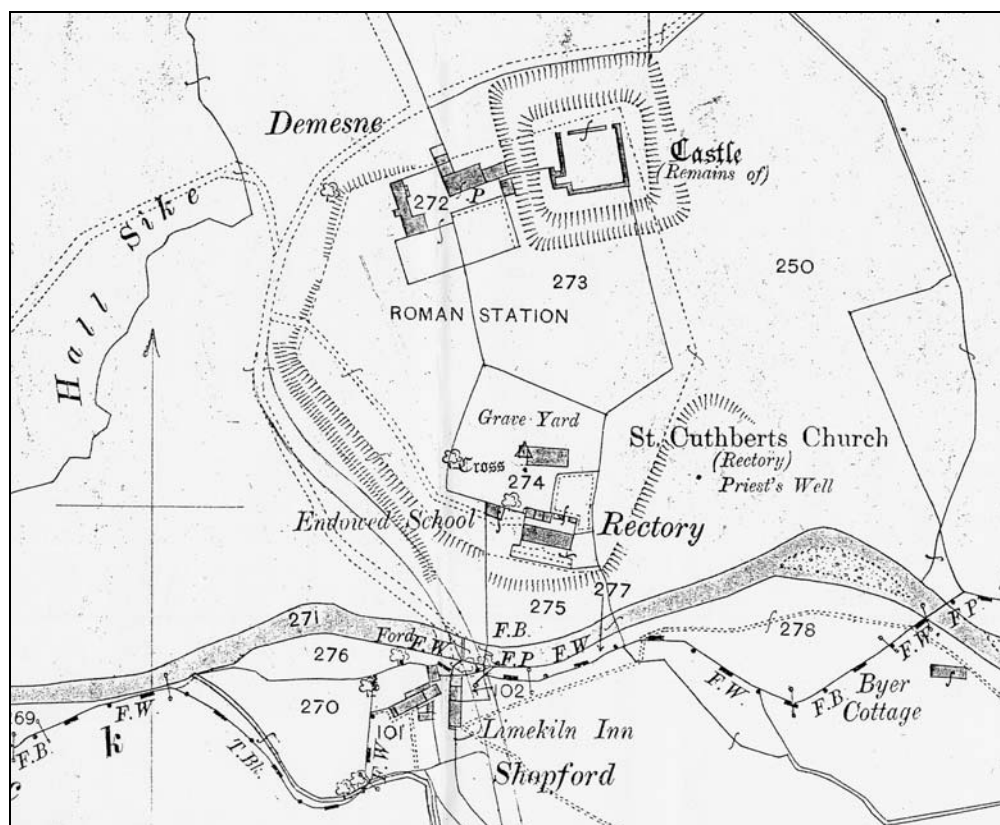 Demesne
Castle
(Remains of)
Hall Sike
272
P
273
250
ROMAN STATION
Grave Yard
St. Cuthberts Church
(Rectory)
Priest's Well
Cross
274
Endowed School
Rectory
277
275
271
F.B.
Ford
F.W
F.P
F.W
F.P
278
F.W.
276
102
F.W.
F.B.
Byer
Cottage
270
269
F.W
F.B.
k
101
F.W
Limekiln Inn
T.Bk.
Shopford
c